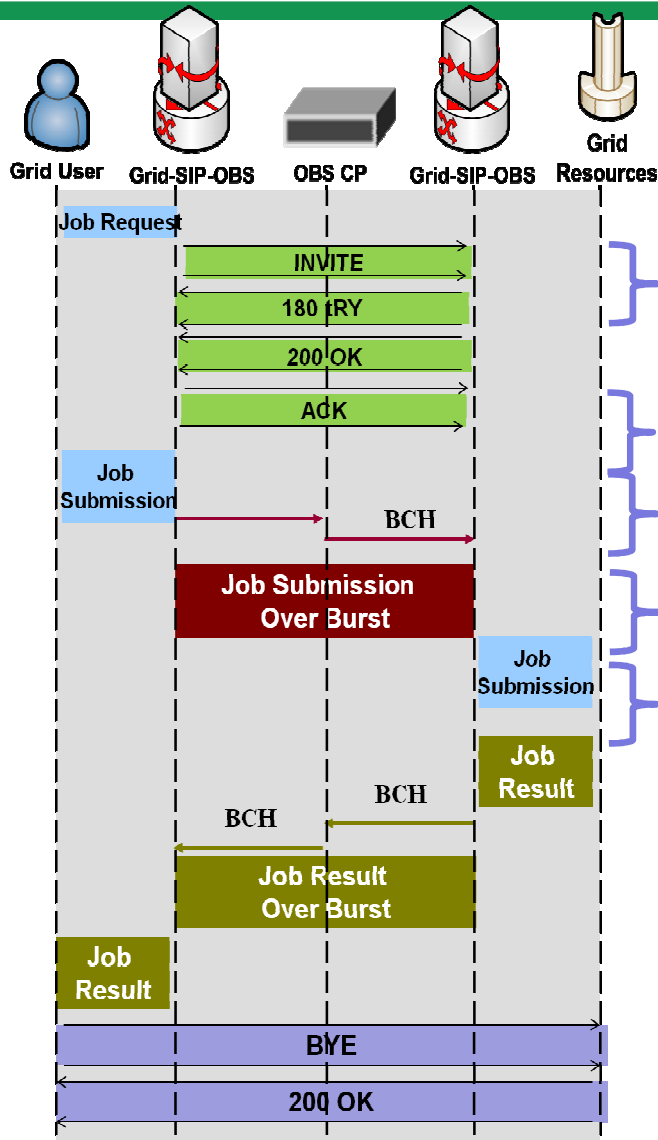 Grid User
Grid-SIP-OBS
OBS CP
Grid-SIP-OBS
Grid
Resources
Job Request
INVITE
180 tRY
200 OK
ACK
Job
Submission
BCH
Job Submission
Over Burst
Job
Submission
Job
Result
BCH
BCH
Job Result
Over Burst
Job
Result
BYE
200 OK